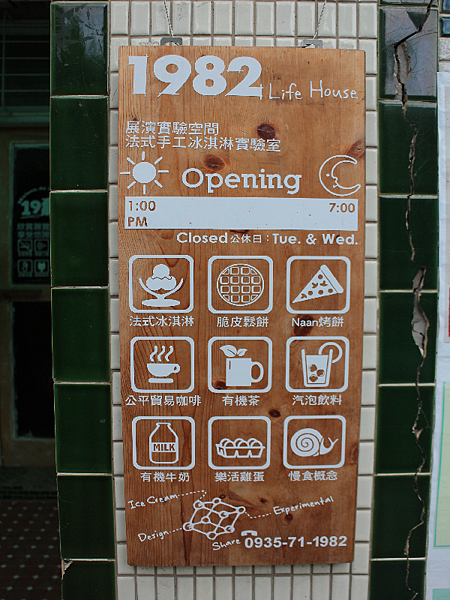 1982 Life House
展演實驗空間
法式手工冰淇淋實驗室
Opening
1:00 7:00
PM
Closed 公休日：Tue. & Wed.
法式冰淇淋 脆皮鬆餅 Naan烤餅
公平貿易咖啡 有機茶 汽泡飲料
MILK
有機牛奶 樂活雞蛋 慢食概念
Ice Cream
Experimental
Design
Share
0935-71-1982